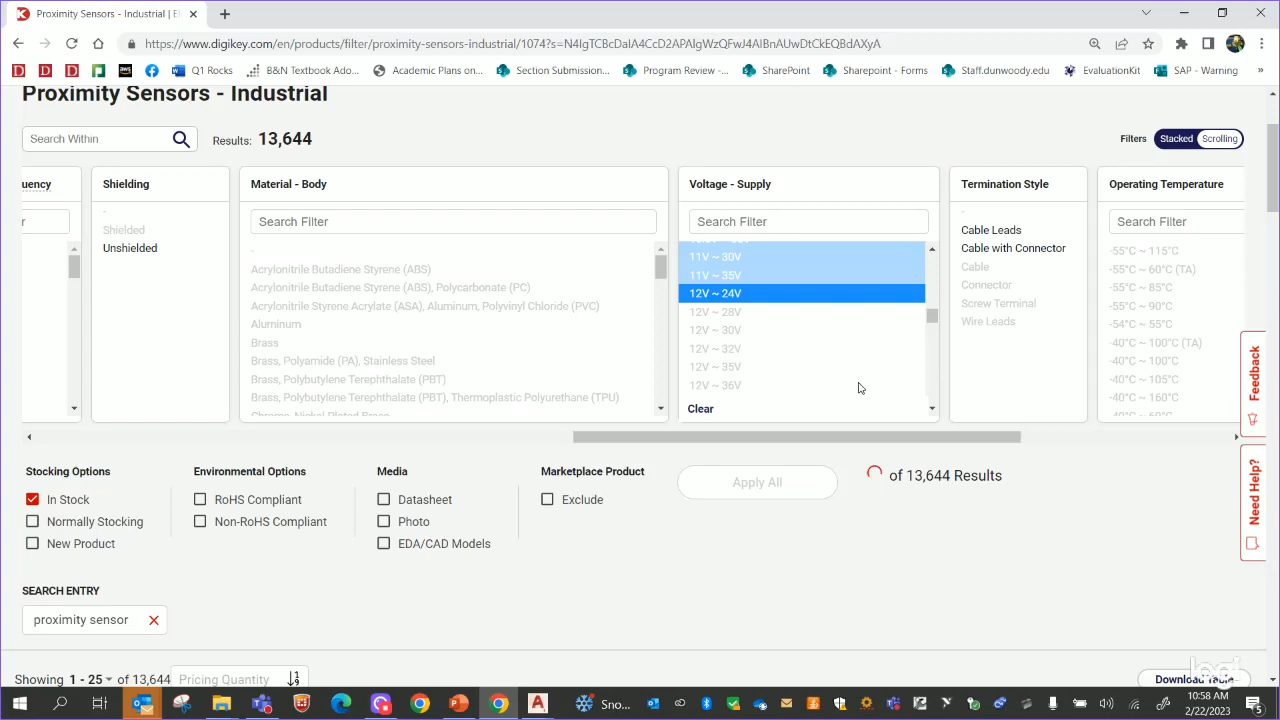 Proximity Sensors - Industrial | El
https://www.digikey.com/en/products/filter/proximity-sensors-industrial/1074?s=N4IgTCBcDaIA4CcD2APAlgWzQFwJ4AIBnAUwDtCkEQBdAXyA
Q1 Rocks
B&N Textbook Ado...
Academic Plans on...
Section Submission...
Program Review -...
SharePoint
Sharepoint - Forms
Staff.dunwoody.edu
EvaluationKit
SAP - Warning
»
Proximity Sensors - Industrial
Search Within
Results: 13,644
Filters
Stacked
Scrolling
uency
Shielding
-
Shielded
Unshielded
Material - Body
Search Filter
-
Acrylonitrile Butadiene Styrene (ABS)
Acrylonitrile Butadiene Styrene (ABS), Polycarbonate (PC)
Acrylonitrile Styrene Acrylate (ASA), Aluminum, Polyvinyl Chloride (PVC)
Aluminum
Brass
Brass, Polyamide (PA), Stainless Steel
Brass, Polybutylene Terephthalate (PBT)
Brass, Polybutylene Terephthalate (PBT), Thermoplastic Polyurethane (TPU)
Chrome, Nickel-Plated Brass
Voltage - Supply
Search Filter
11V ~ 30V
11V ~ 35V
12V ~ 24V
12V ~ 28V
12V ~ 30V
12V ~ 32V
12V ~ 35V
12V ~ 36V
Clear
Termination Style
-
Cable Leads
Cable with Connector
Cable
Connector
Screw Terminal
Wire Leads
Operating Temperature
Search Filter
-55°C ~ 115°C
-55°C ~ 60°C (TA)
-55°C ~ 85°C
-55°C ~ 90°C
-54°C ~ 55°C
-40°C ~ 100°C (TA)
-40°C ~ 100°C
-40°C ~ 105°C
-40°C ~ 160°C
Feedback
Need Help?
Stocking Options
In Stock
Normally Stocking
New Product
Environmental Options
RoHS Compliant
Non-RoHS Compliant
Media
Datasheet
Photo
EDA/CAD Models
Marketplace Product
Exclude
Apply All
of 13,644 Results
SEARCH ENTRY
proximity sensor
Showing 1 - 25 of 13,644
Pricing Quantity
Download Table
Sno...
10:58 AM
2/22/2023
5